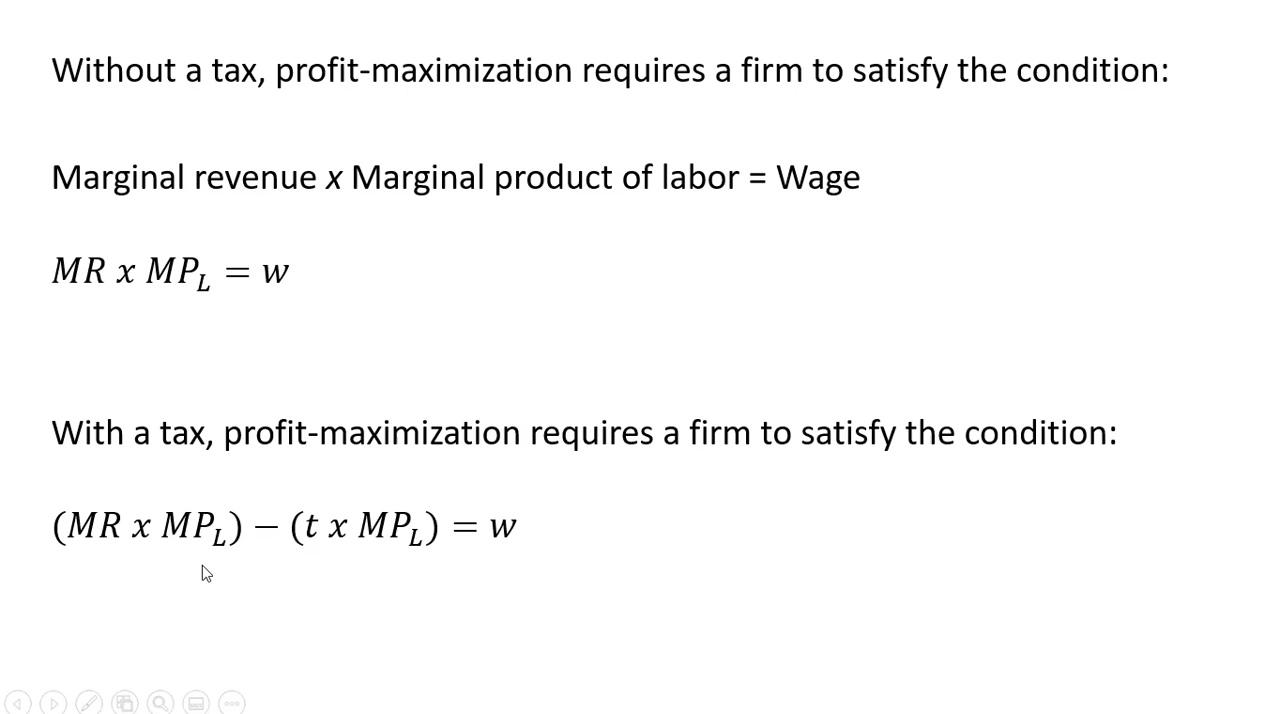 Without a tax, profit-maximization requires a firm to satisfy the condition:
Marginal revenue x Marginal product of labor = Wage
MR x MP_L = w
With a tax, profit-maximization requires a firm to satisfy the condition:
(MR x MP_L) − (t x MP_L) = w